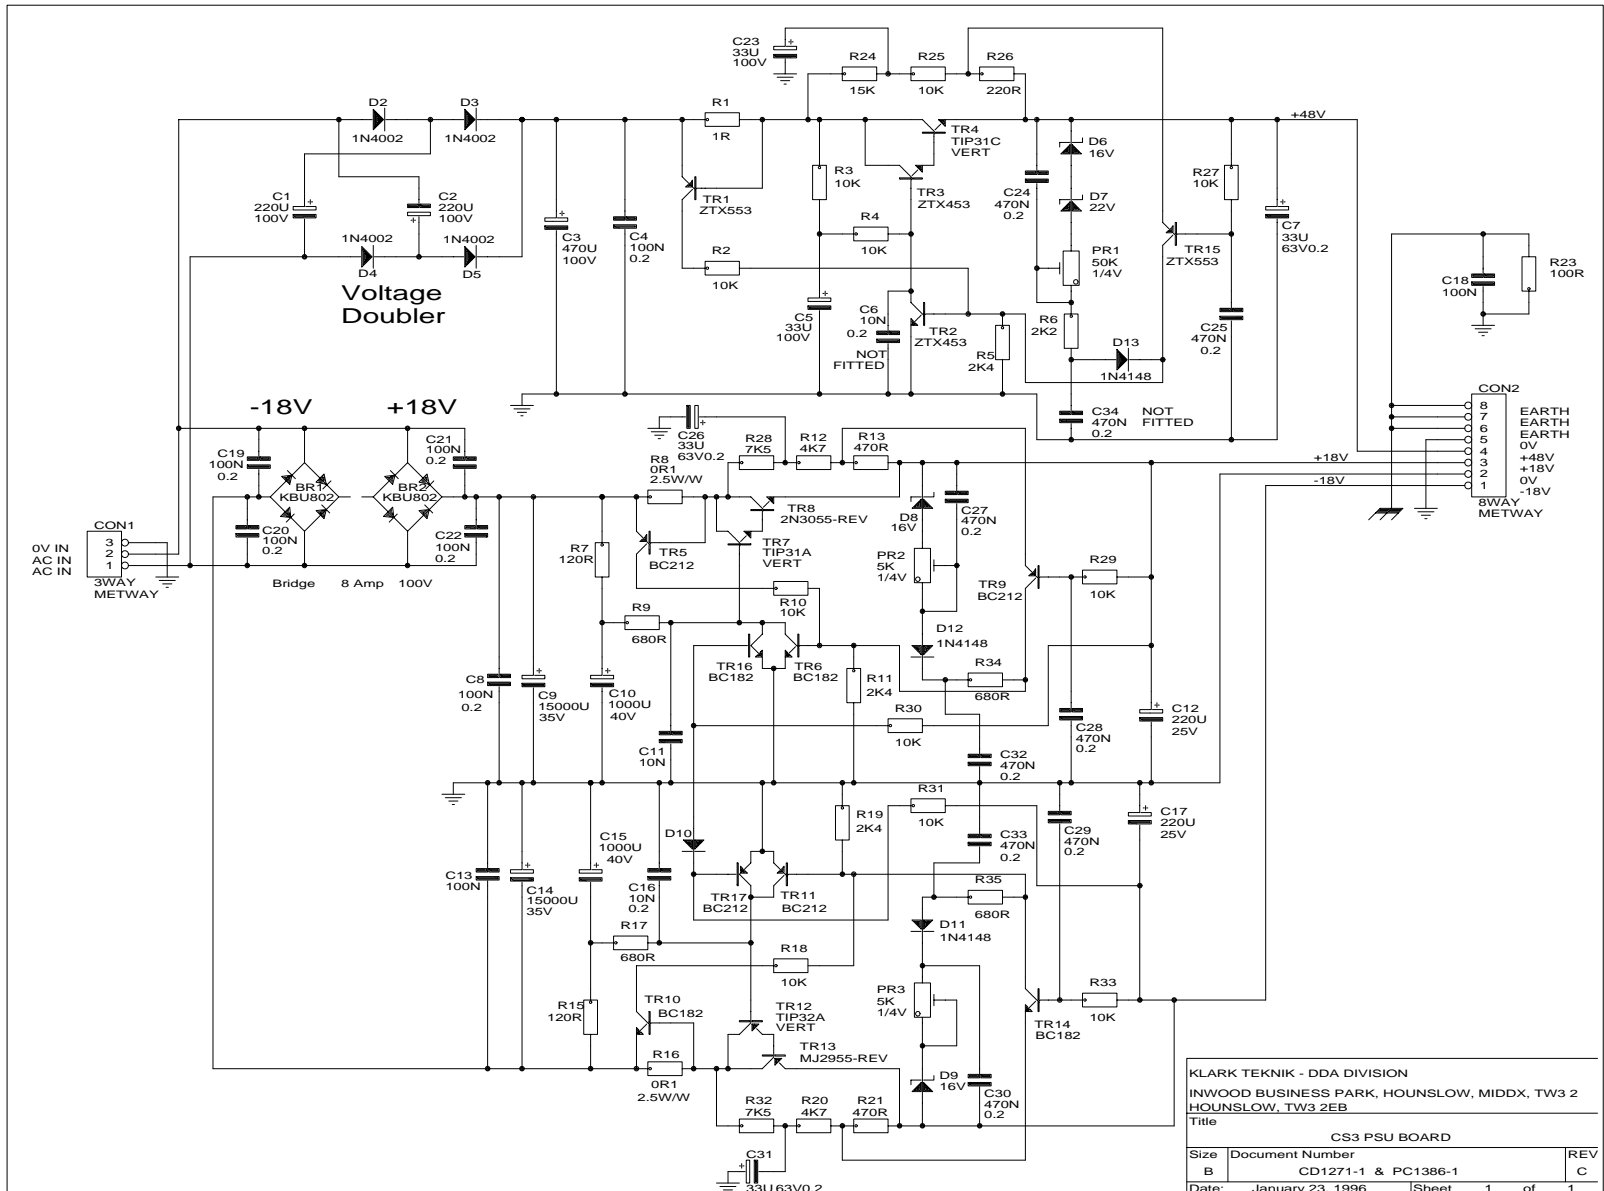 C23
33U
100V
R24
15K
R25
10K
R26
220R
D2
1N4002
D3
1N4002
R1
1R
TR4
TIP31C
VERT
+48V
D6
16V
R3
10K
C24
470N
0.2
D7
22V
R27
10K
TR1
ZTX553
TR3
ZTX453
C1
220U
100V
C2
220U
100V
C3
470U
100V
C4
100N
0.2
R4
10K
PR1
50K
1/4V
TR15
ZTX553
C7
33U
63V0.2
1N4002
D4
1N4002
D5
R2
10K
C18
100N
R23
100R
Voltage
Doubler
C5
33U
100V
C6
10N
0.2
NOT
FITTED
TR2
ZTX453
R5
2K4
R6
2K2
D13
1N4148
C25
470N
0.2
C34
470N
0.2
NOT
FITTED
-18V
+18V
C19
100N
0.2
C21
100N
0.2
BR1
KBU802
BR2
KBU802
C20
100N
0.2
C22
100N
0.2
Bridge 8 Amp 100V
CON1
3
2
1
0V IN
AC IN
AC IN
3WAY
METWAY
C26
33U
63V0.2
R28
7K5
R12
4K7
R13
470R
R8
0R1
2.5W/W
TR8
2N3055-REV
D8
16V
C27
470N
0.2
+18V
-18V
CON2
8
7
6
5
4
3
2
1
EARTH
EARTH
EARTH
0V
+48V
+18V
0V
-18V
8WAY
METWAY
R7
120R
TR5
BC212
TR7
TIP31A
VERT
PR2
5K
1/4V
TR9
BC212
R29
10K
R10
10K
R9
680R
TR16
BC182
TR6
BC182
D12
1N4148
R34
680R
R11
2K4
C8
100N
0.2
C9
15000U
35V
C10
1000U
40V
C11
10N
R30
10K
C28
470N
0.2
C12
220U
25V
C32
470N
0.2
R31
10K
R19
2K4
D10
C15
1000U
40V
C33
470N
0.2
C29
470N
0.2
C17
220U
25V
C13
100N
C14
15000U
35V
C16
10N
0.2
TR17
BC212
TR11
BC212
R35
680R
D11
1N4148
R17
680R
R18
10K
R15
120R
TR10
BC182
TR12
TIP32A
VERT
PR3
5K
1/4V
TR14
BC182
R33
10K
TR13
MJ2955-REV
R16
0R1
2.5W/W
D9
16V
C30
470N
0.2
R32
7K5
R20
4K7
R21
470R
C31
33U 63V0.2
KLARK TEKNIK - DDA DIVISION
INWOOD BUSINESS PARK, HOUNSLOW, MIDDX, TW3 2
HOUNSLOW, TW3 2EB
Title
CS3 PSU BOARD
Size Document Number REV
B CD1271-1 & PC1386-1 C
Date: January 23, 1996 Sheet 1 of 1